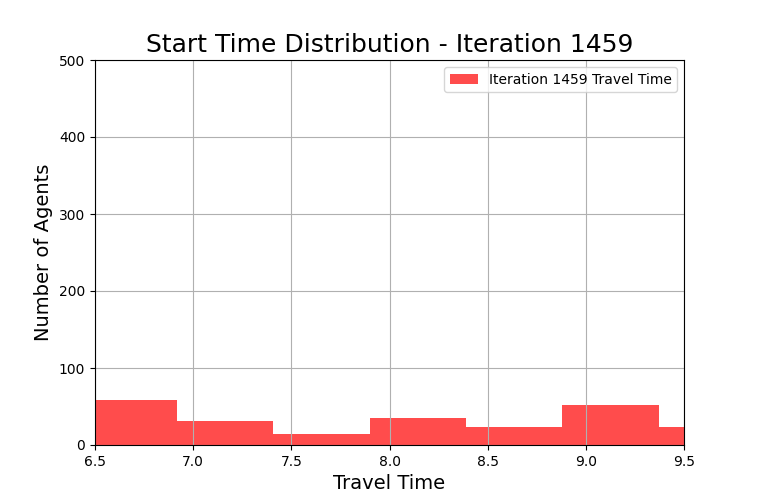 Start Time Distribution - Iteration 1459
Iteration 1459 Travel Time
Number of Agents
500
400
300
200
100
0
6.5 7.0 7.5 8.0 8.5 9.0 9.5
Travel Time